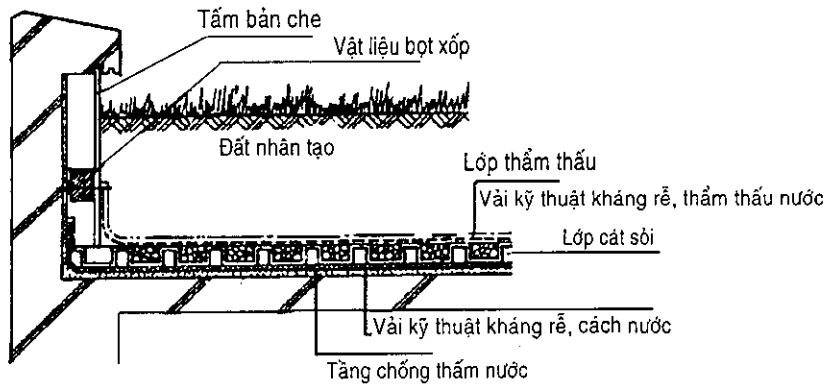 Tấm bản che
Vật liệu bọt xốp
Đất nhân tạo
Lớp thẩm thấu
Vải kỹ thuật kháng rễ, thẩm thấu nước
Lớp cát sỏi
Vải kỹ thuật kháng rễ, cách nước
Tầng chống thấm nước